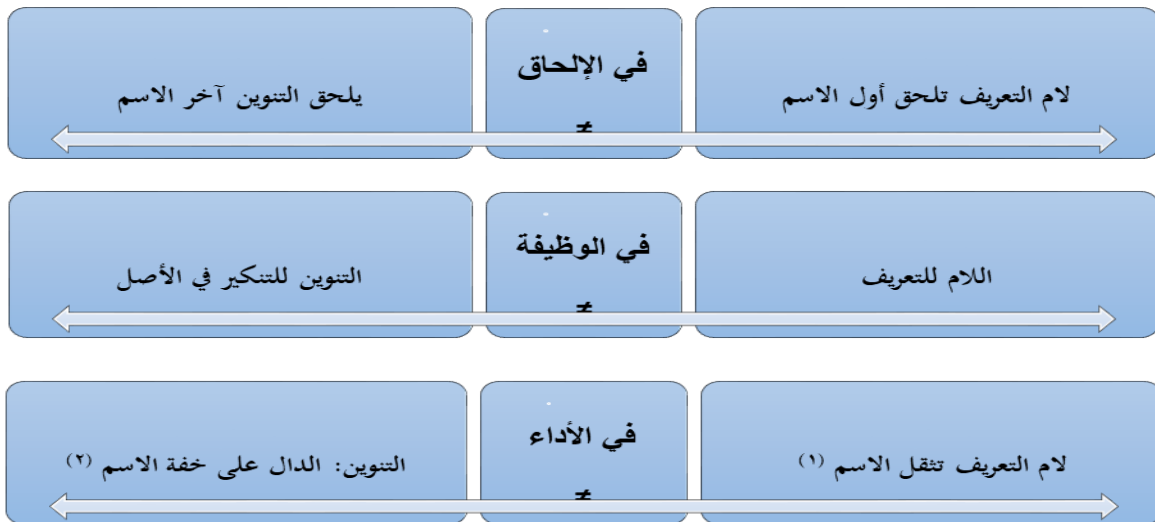 لام التعريف تلحق أول الاسم
في الإلحاق
≠
يلحق التنوين آخر الاسم
اللام للتعريف
في الوظيفة
≠
التنوين للتنكير في الأصل
لام التعريف تثقل الاسم (١)
في الأداء
≠
التنوين: الدال على خفة الاسم (٢)